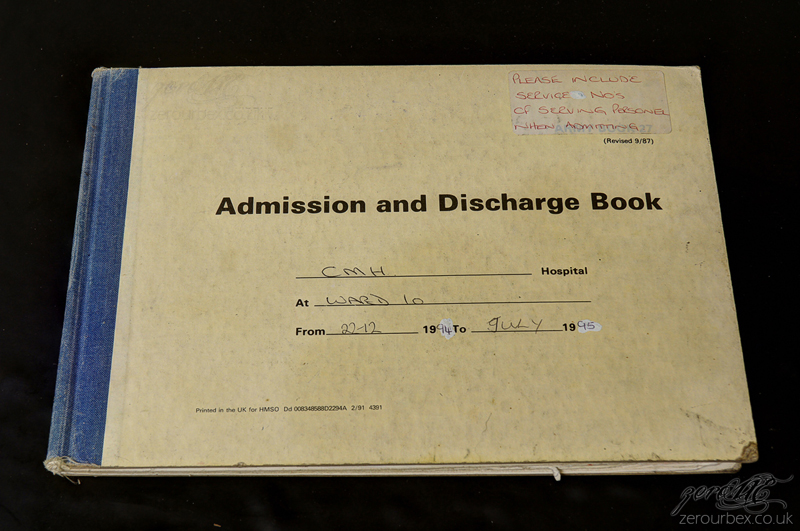 PLEASE INCLUDE
SERVICE NOS
OF SERVING PERSONEL
WHEN ADMITTING
(Revised 9/87)
Admission and Discharge Book
CMH Hospital
At WARD 10
From 22-12 1994 To JULY 1995
Printed in the UK for HMSO Dd 008348588D2294A 2/91 4391
zerourbex.co.uk